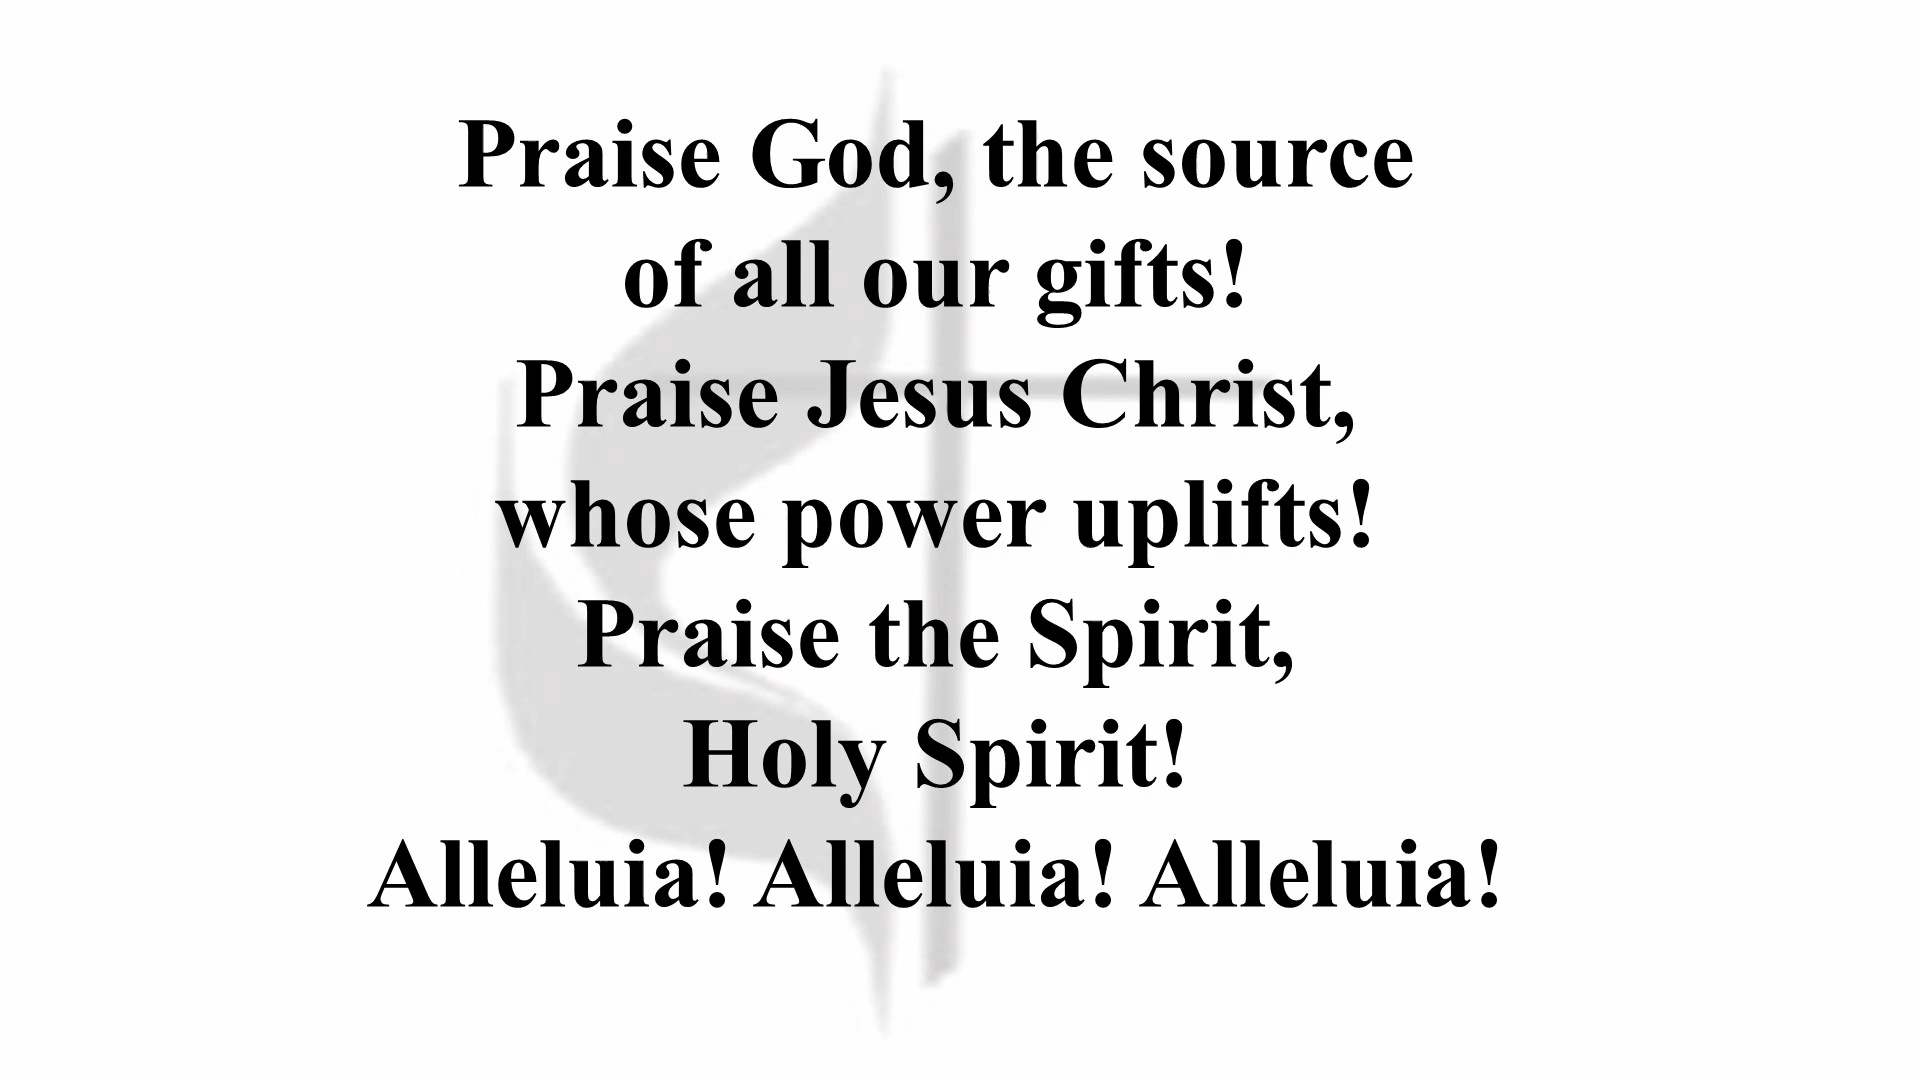 Praise God, the source
of all our gifts!
Praise Jesus Christ,
whose power uplifts!
Praise the Spirit,
Holy Spirit!
Alleluia! Alleluia! Alleluia!